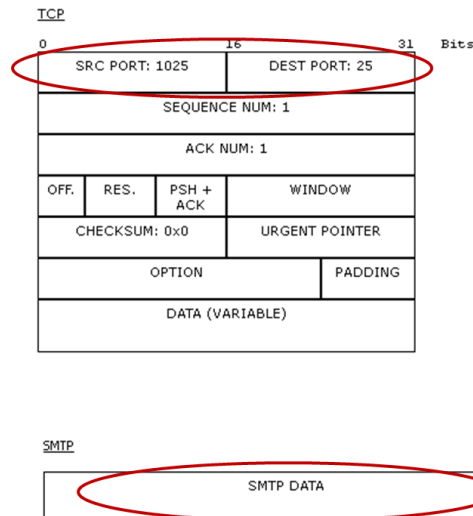 TCP
0 16 31 Bits
SRC PORT: 1025 DEST PORT: 25
SEQUENCE NUM: 1
ACK NUM: 1
OFF. RES. PSH + ACK WINDOW
CHECKSUM: 0x0 URGENT POINTER
OPTION PADDING
DATA (VARIABLE)
SMTP
SMTP DATA